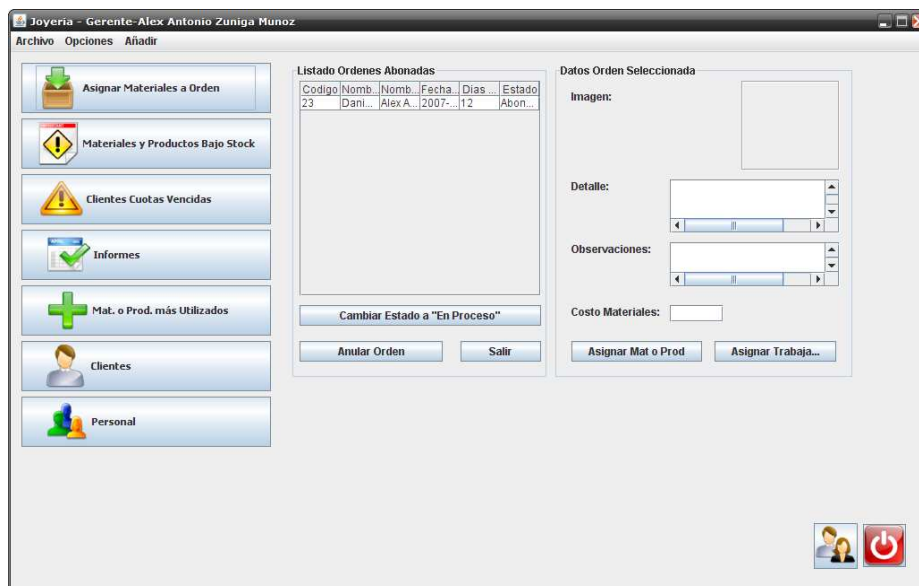 Joyeria - Gerente-Alex Antonio Zuniga Munoz
Archivo Opciones Añadir
Asignar Materiales a Orden
Materiales y Productos Bajo Stock
Clientes Cuotas Vencidas
Informes
Mat. o Prod. más Utilizados
Clientes
Personal
Listado Ordenes Abonadas
Codigo Nomb... Nomb... Fecha... Dias ... Estado
23 Dani... Alex A... 2007-... 12 Abon...
Cambiar Estado a "En Proceso"
Anular Orden Salir
Datos Orden Seleccionada
Imagen:
Detalle:
Observaciones:
Costo Materiales:
Asignar Mat o Prod Asignar Trabaja...